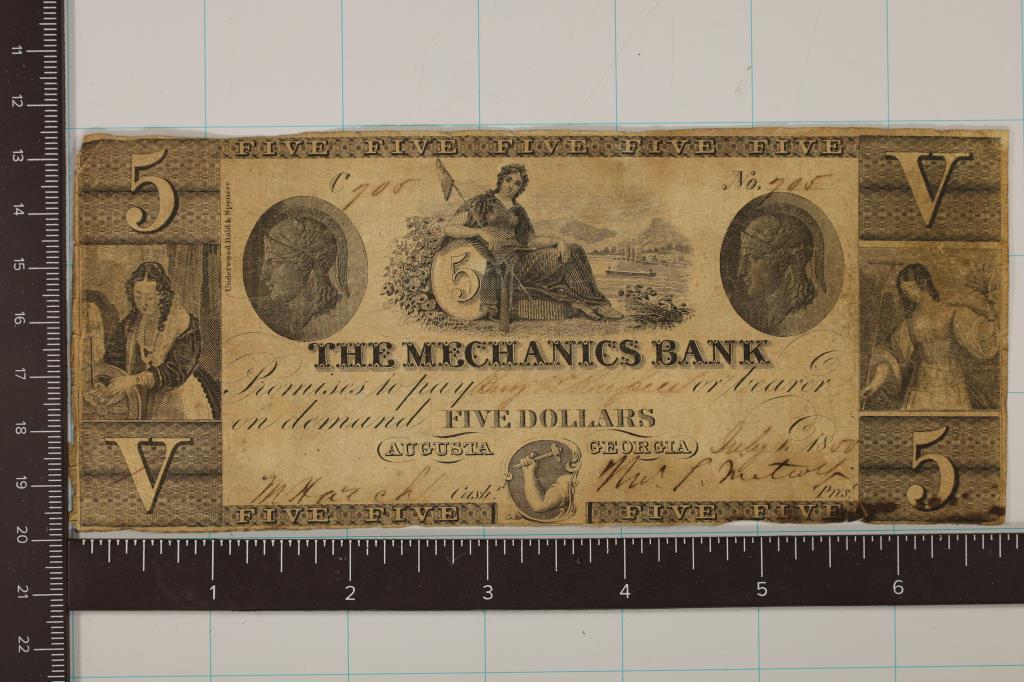 FIVE FIVE FIVE FIVE FIVE
5
V
C 705
No. 705
Underwood Bald & Spencer
5
THE MECHANICS BANK
Promises to pay or bearer
on demand FIVE DOLLARS
AUGUSTA GEORGIA July 1850
Cash.r Pres.t
V
5
FIVE FIVE FIVE FIVE
11
12
13
14
15
16
17
18
19
20
21
22
1 2 3 4 5 6